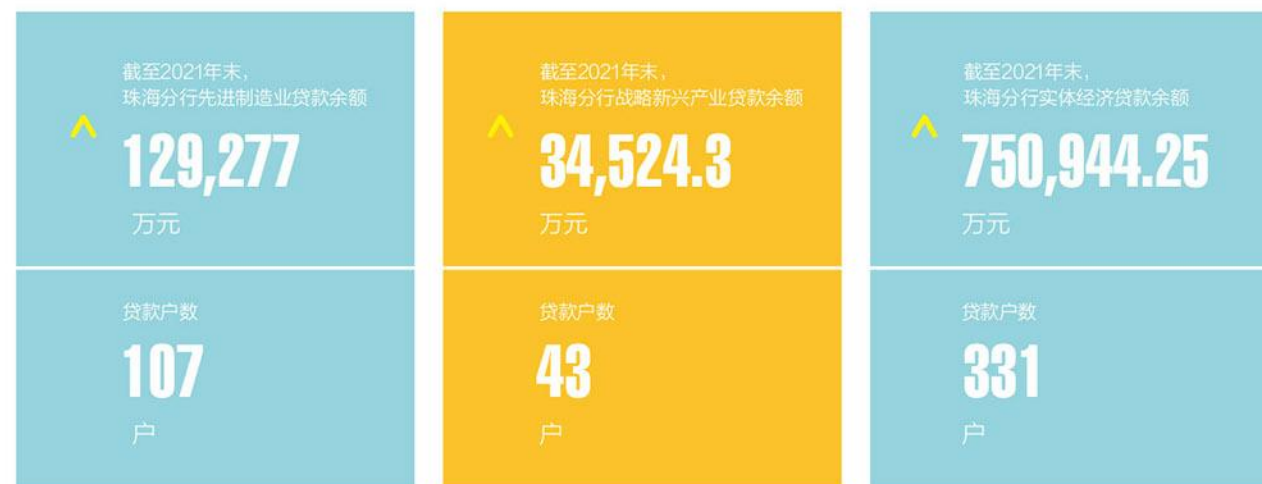 截至2021年末，
珠海分行先进制造业贷款余额
129,277
万元
贷款户数
107
户
截至2021年末，
珠海分行战略新兴产业贷款余额
34,524.3
万元
贷款户数
43
户
截至2021年末，
珠海分行实体经济贷款余额
750,944.25
万元
贷款户数
331
户